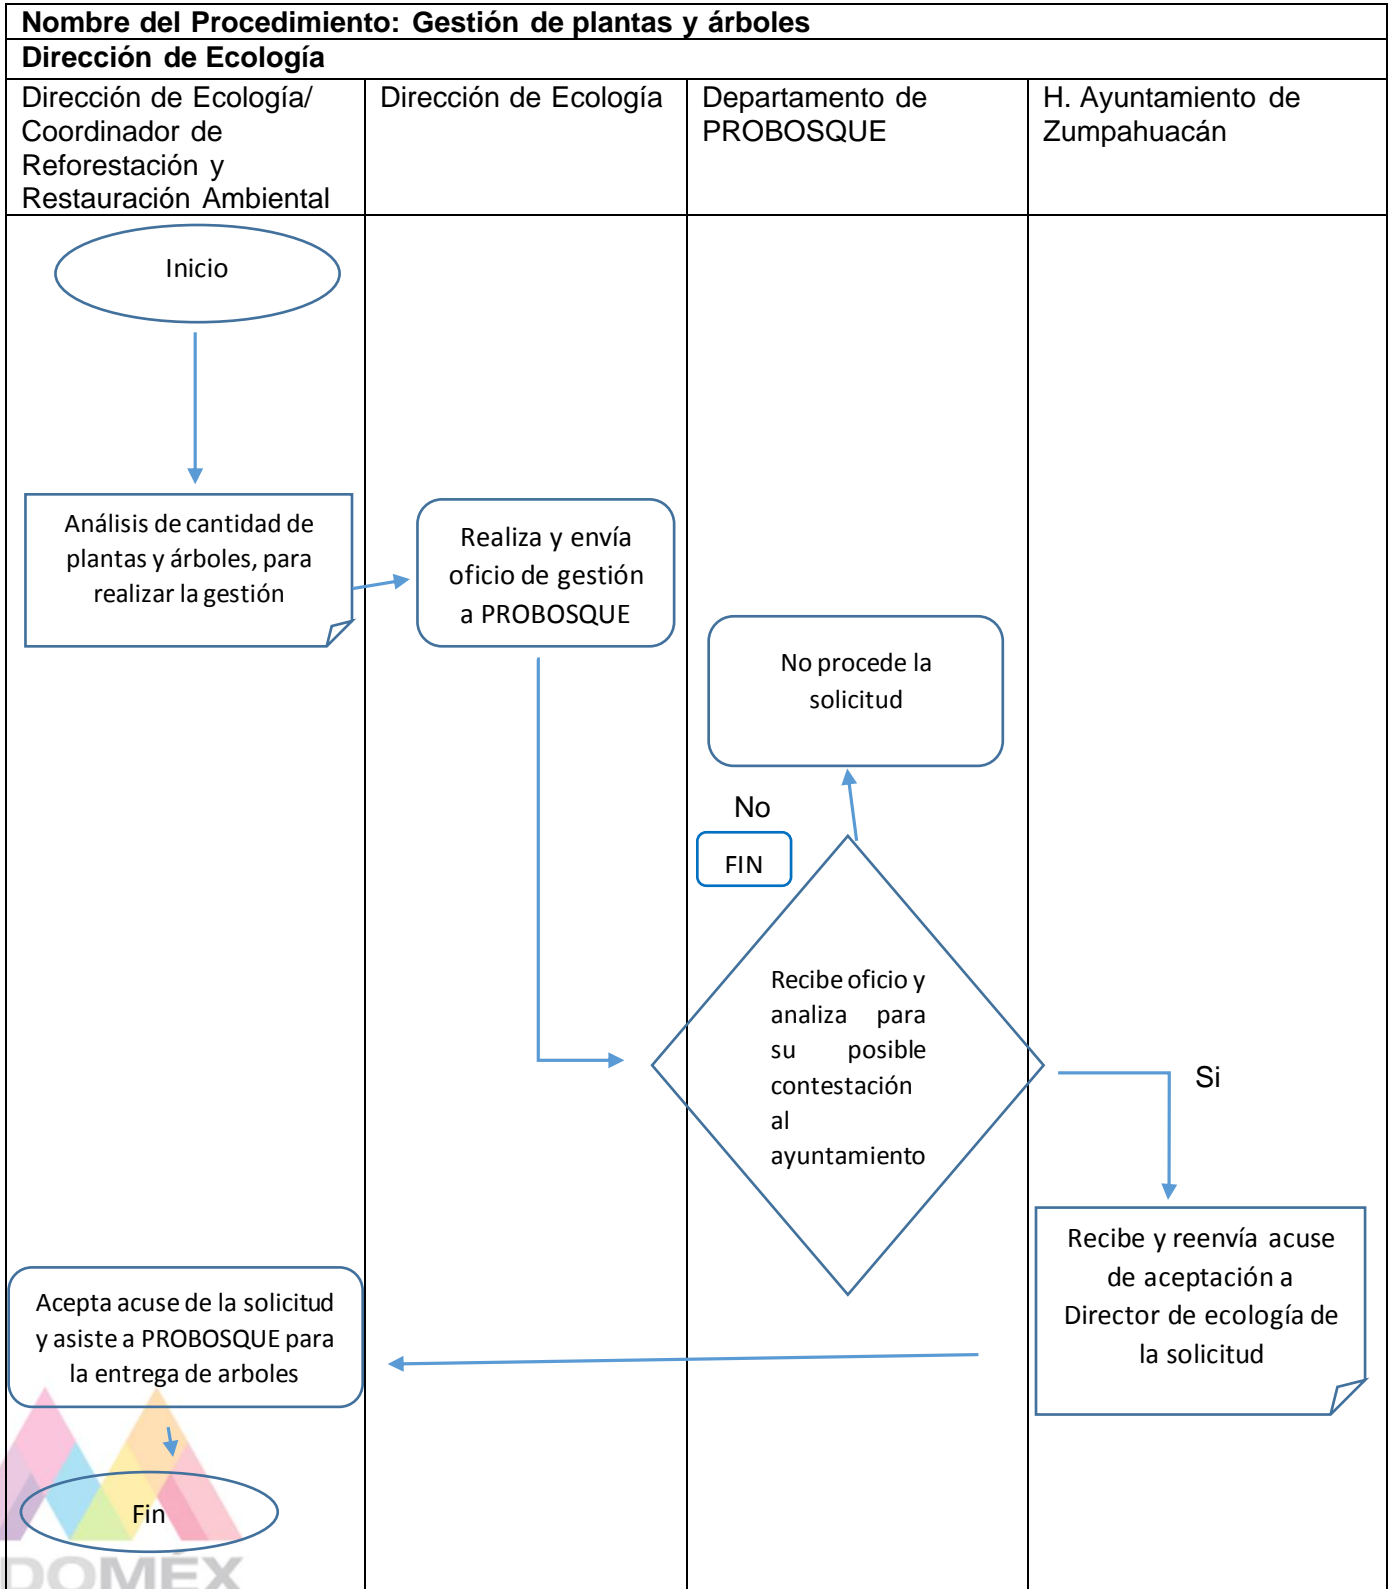 Nombre del Procedimiento: Gestión de plantas y árboles
Dirección de Ecología
Dirección de Ecología/
Coordinador de
Reforestación y
Restauración Ambiental
Dirección de Ecología
Departamento de
PROBOSQUE
H. Ayuntamiento de
Zumpahuacán
Inicio
Análisis de cantidad de
plantas y árboles, para
realizar la gestión
Realiza y envía
oficio de gestión
a PROBOSQUE
No procede la
solicitud
No
FIN
Recibe oficio y
analiza para
su posible
contestación
al
ayuntamiento
Si
Recibe y reenvía acuse
de aceptación a
Director de ecología de
la solicitud
Acepta acuse de la solicitud
y asiste a PROBOSQUE para
la entrega de arboles
Fin
DOMÉX